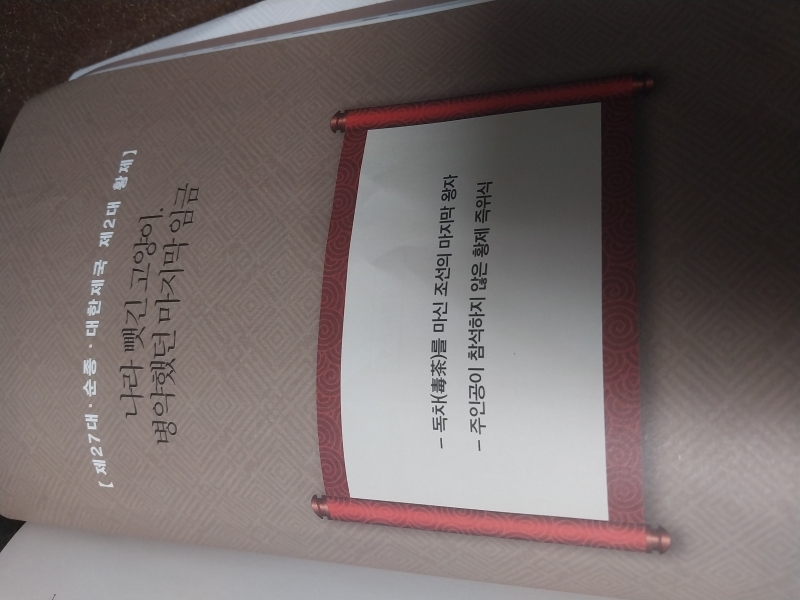 [ 제27대·순종·대한제국 제2대 황제 ]
나라 뺏긴 고양이.
병약했던 마지막 임금
– 독차(毒茶)를 마신 조선의 마지막 왕자
– 주인공이 참석하지 않은 황제 즉위식